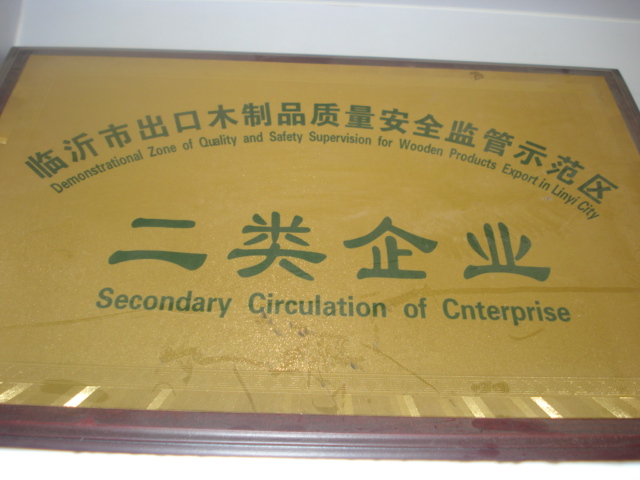 临沂市出口木制品质量安全监管示范区
Demonstrational Zone of Quality and Safety Supervision for Wooden Products Export in Linyi City
二类企业
Secondary Circulation of Cnterprise